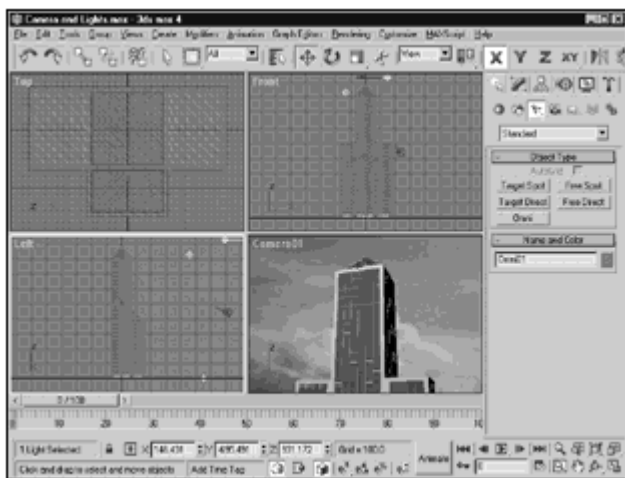 Camera and Lights.max - 3ds max 4
File Edit Tools Group Views Create Modifiers Animation Graph Editors Rendering Customize MAXScript Help
All View X Y Z XY
Top
Front
Left
Camera01
Standard
- Object Type
AutoGrid
Target Spot Free Spot
Target Direct Free Direct
Omni
- Name and Color
Omni01
< 0 / 100 >
0 10 20 30 40 50 60 70 80 90
1 Light Selected X: Y: Z: Grid = 100.0
Click and drag to select and move objects Add Time Tag
Animate